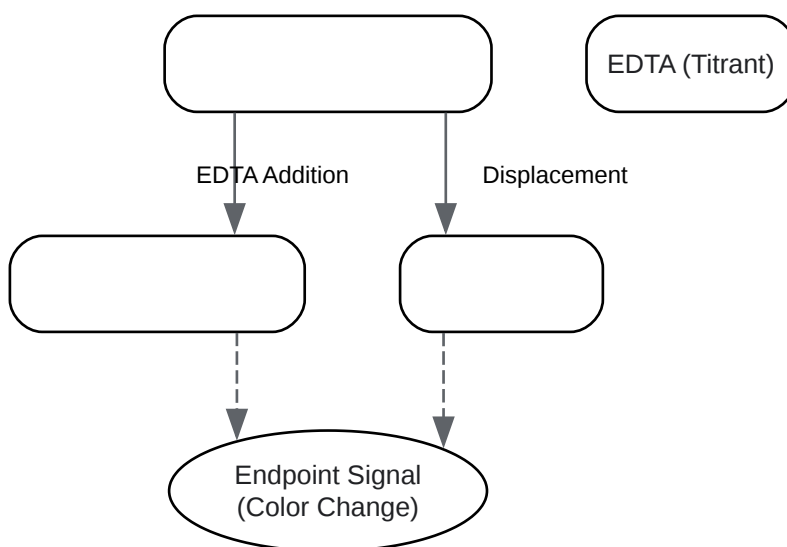 EDTA (Titrant)
EDTA Addition
Displacement
Endpoint Signal
(Color Change)